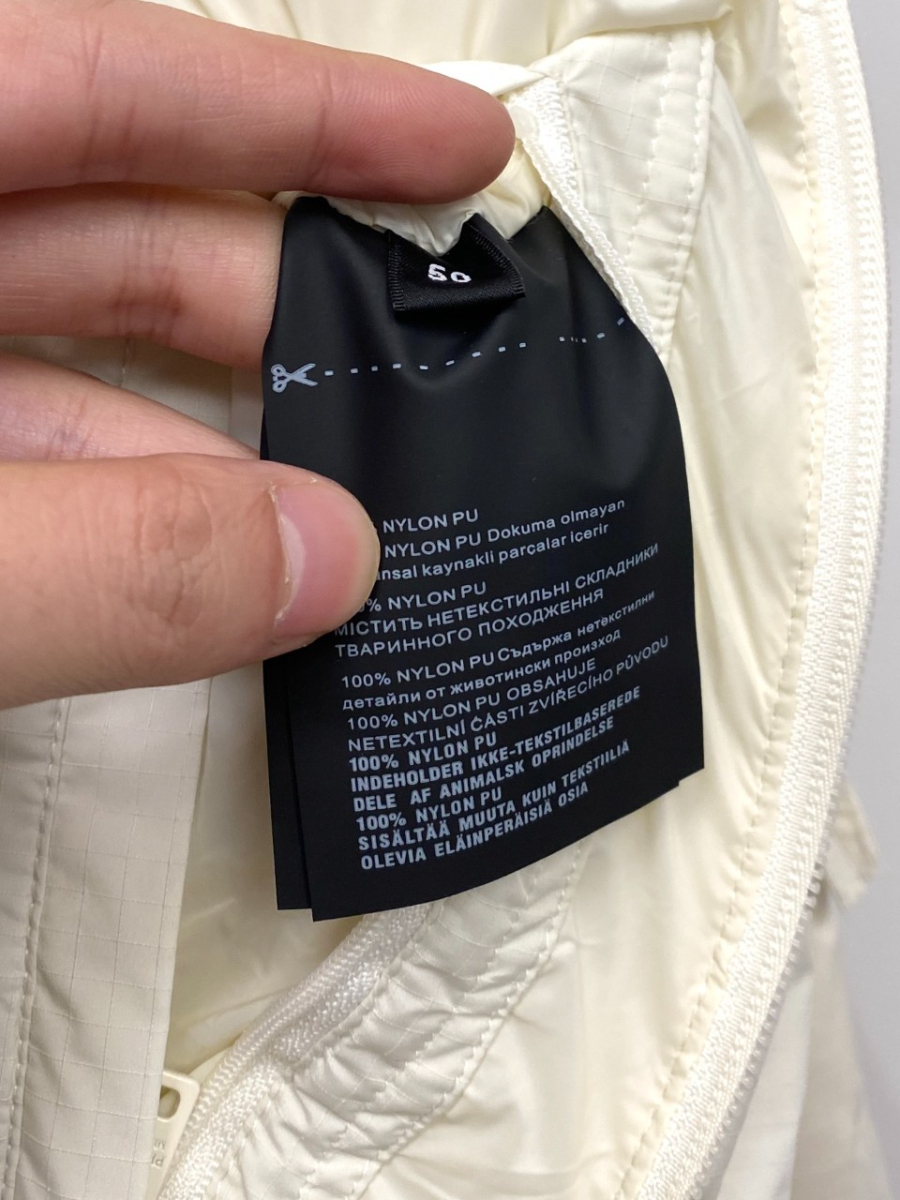 50
% NYLON PU
NYLON PU Dokuma olmayan
kaynakli parcalar icerir
% NYLON PU
МІСТИТЬ НЕТЕКСТИЛЬНІ СКЛАДНИКИ
ТВАРИННОГО ПОХОДЖЕННЯ
100% NYLON PU Съдържа нетекстилни
детайли от животински произход
100% NYLON PU OBSAHUJE
NETEXTILNÍ ČÁSTI ZVÍŘECÍHO PŮVODU
100% NYLON PU
INDEHOLDER IKKE-TEKSTILBASEREDE
DELE AF ANIMALSK OPRINDELSE
100% NYLON PU
SISÄLTÄÄ MUUTA KUIN TEKSTIILIÄ
OLEVIA ELÄINPERÄISIÄ OSIA